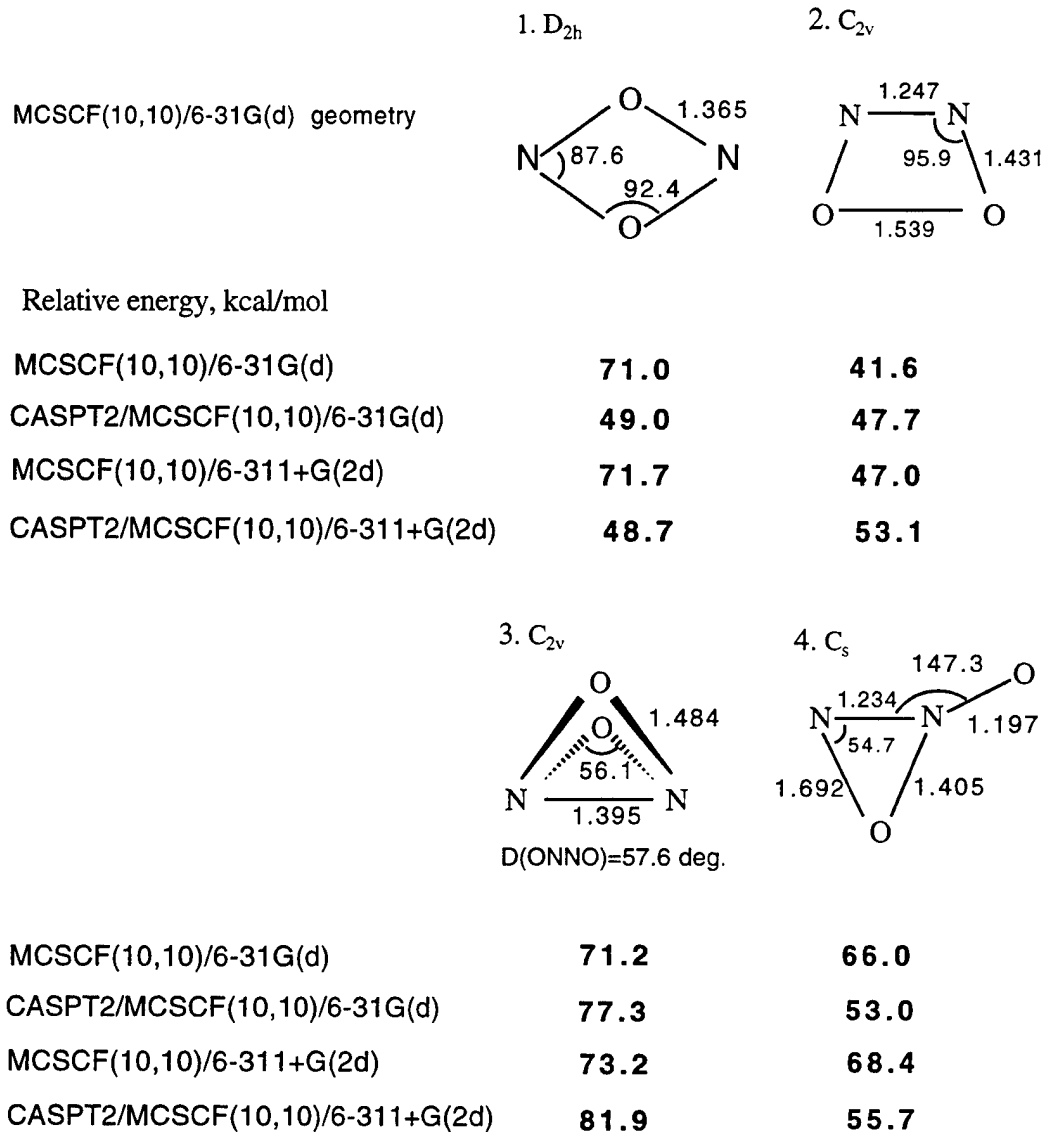 1. D2h 2. C2v
MCSCF(10,10)/6-31G(d) geometry
O 1.365 1.247
N N N N
87.6 95.9 1.431
92.4
O O O
1.539
Relative energy, kcal/mol
MCSCF(10,10)/6-31G(d) 71.0 41.6
CASPT2/MCSCF(10,10)/6-31G(d) 49.0 47.7
MCSCF(10,10)/6-311+G(2d) 71.7 47.0
CASPT2/MCSCF(10,10)/6-311+G(2d) 48.7 53.1
3. C2v 4. Cs
147.3 O
O 1.234
1.484 N N 1.197
O 54.7
56.1
N N 1.692 1.405
1.395
O
D(ONNO)=57.6 deg.
MCSCF(10,10)/6-31G(d) 71.2 66.0
CASPT2/MCSCF(10,10)/6-31G(d) 77.3 53.0
MCSCF(10,10)/6-311+G(2d) 73.2 68.4
CASPT2/MCSCF(10,10)/6-311+G(2d) 81.9 55.7